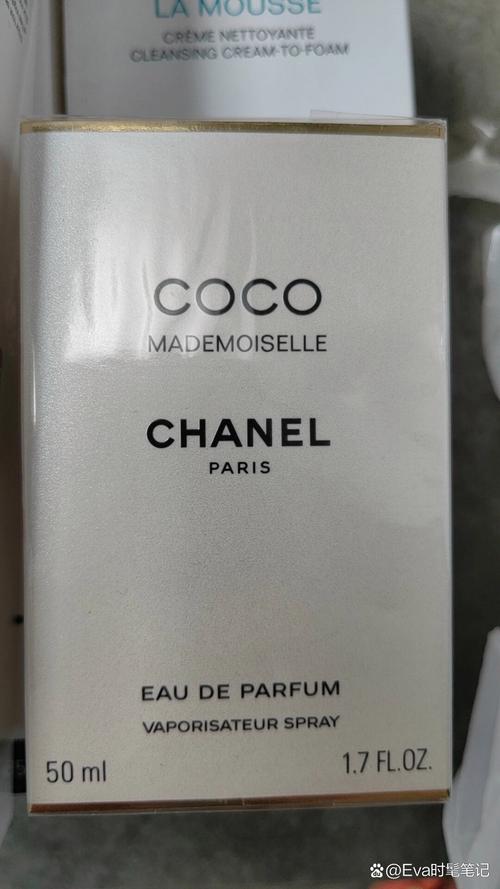 LA MOUSSE
CRÈME NETTOYANTE
CLEANSING CREAM-TO-FOAM
COCO
MADEMOISELLE
CHANEL
PARIS
EAU DE PARFUM
VAPORISATEUR SPRAY
50 ml
1.7 FL.OZ.
@Eva时髦笔记